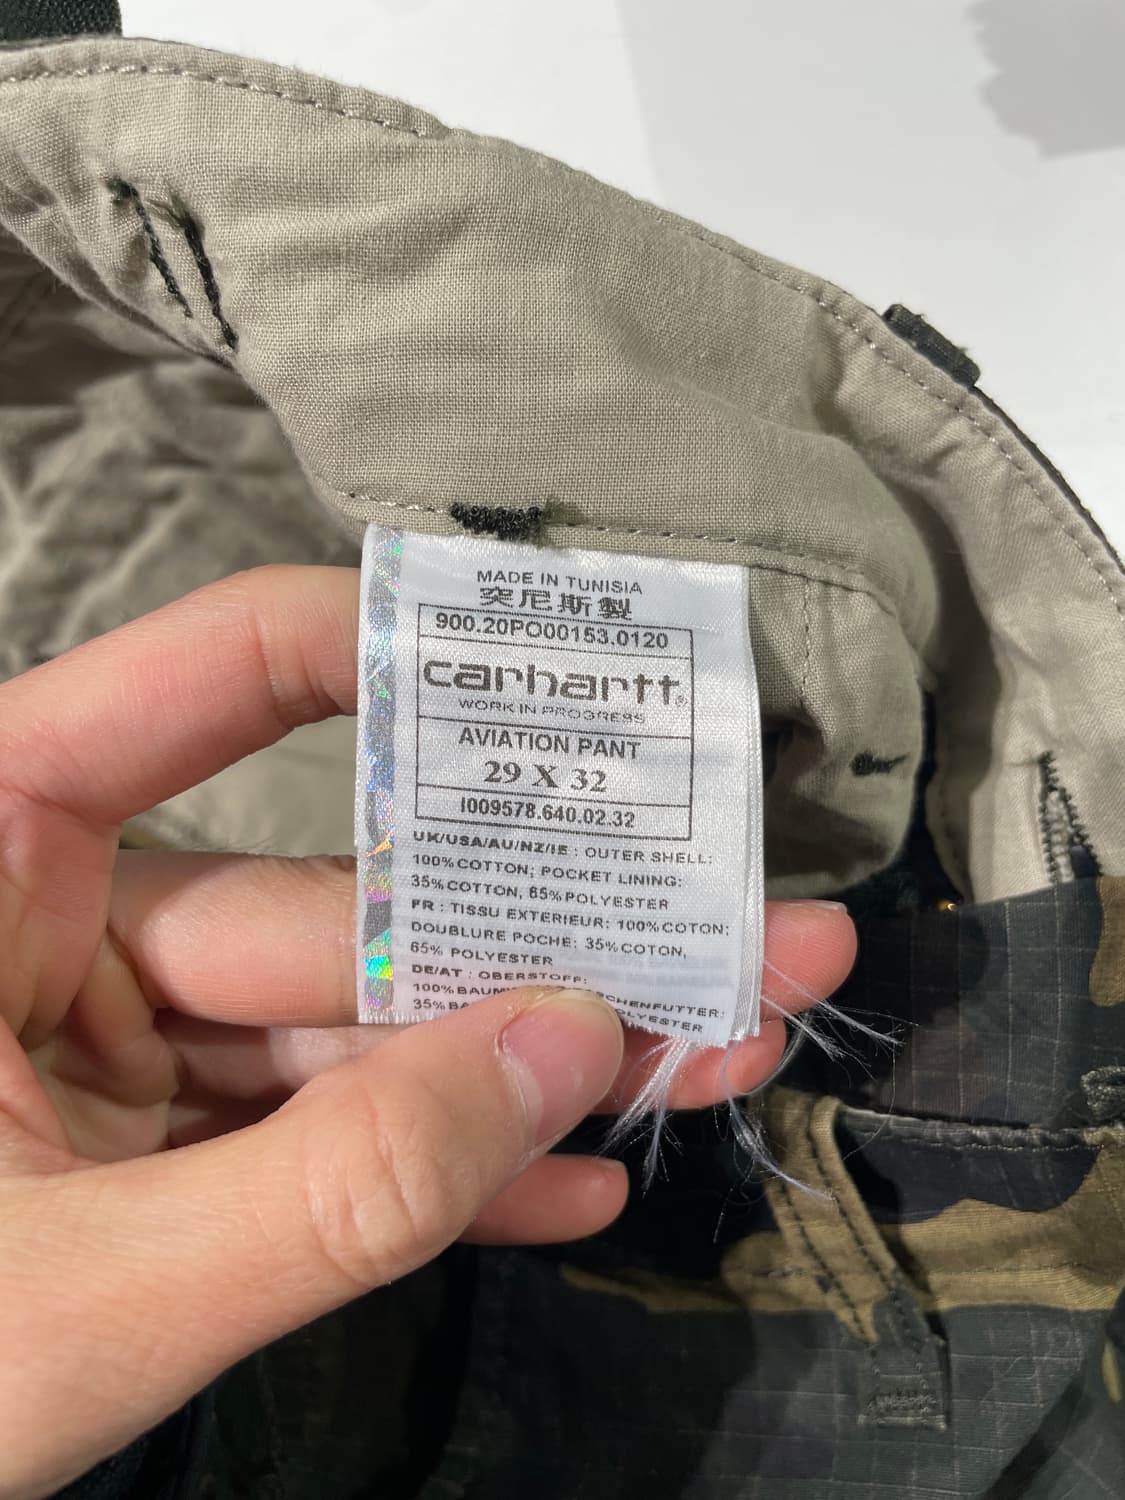 MADE IN TUNISIA
突尼斯製
900.20PO00153.0120
carhartt®
WORK IN PROGRESS
AVIATION PANT
29 X 32
I009578.640.02.32
UK/USA/AU/NZ/IE : OUTER SHELL:
100% COTTON; POCKET LINING:
35% COTTON, 65% POLYESTER
FR : TISSU EXTERIEUR: 100% COTON;
DOUBLURE POCHE: 35% COTON,
65% POLYESTER
DE/AT : OBERSTOFF:
100%
35%